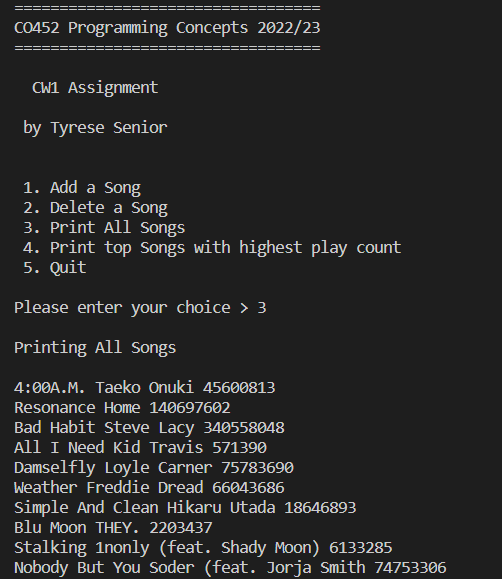 ==================================
CO452 Programming Concepts 2022/23
==================================
CW1 Assignment
by Tyrese Senior
1. Add a Song
2. Delete a Song
3. Print All Songs
4. Print top Songs with highest play count
5. Quit
Please enter your choice > 3
Printing All Songs
4:00A.M. Taeko Onuki 45600813
Resonance Home 140697602
Bad Habit Steve Lacy 340558048
All I Need Kid Travis 571390
Damselfly Loyle Carner 75783690
Weather Freddie Dread 66043686
Simple And Clean Hikaru Utada 18646893
Blu Moon THEY. 2203437
Stalking 1nonly (feat. Shady Moon) 6133285
Nobody But You Soder (feat. Jorja Smith 74753306